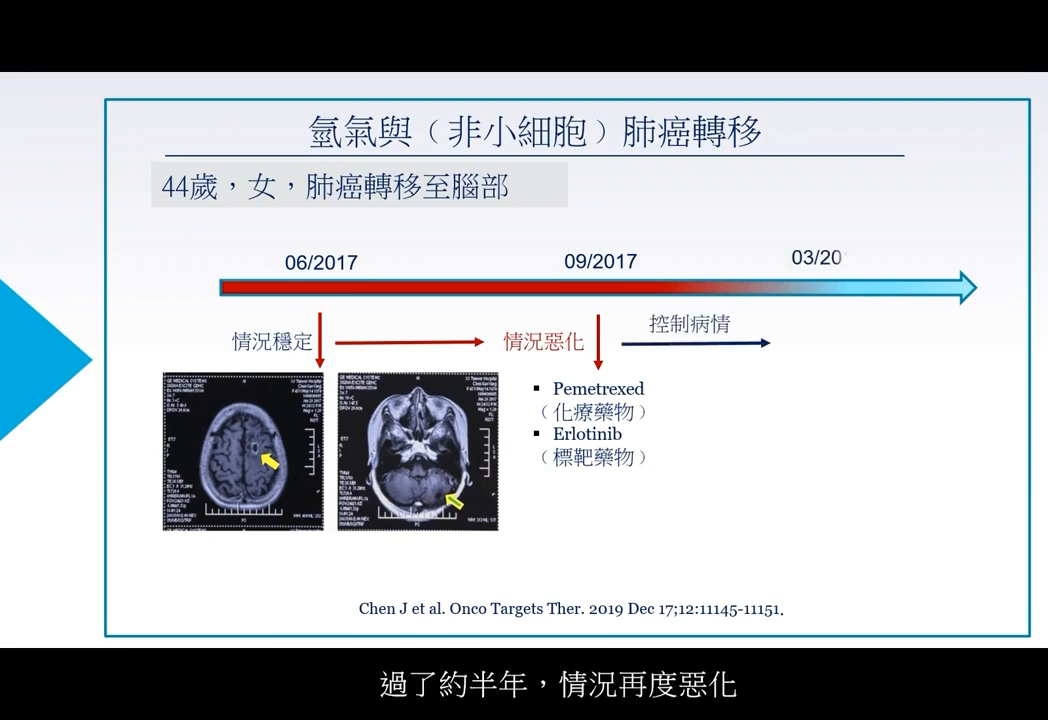 氫氣與（非小細胞）肺癌轉移
44歲，女，肺癌轉移至腦部
06/2017
09/2017
03/20
情況穩定
情況惡化
控制病情
▪ Pemetrexed
（化療藥物）
▪ Erlotinib
（標靶藥物）
Chen J et al. Onco Targets Ther. 2019 Dec 17;12:11145-11151.
過了約半年，情況再度惡化